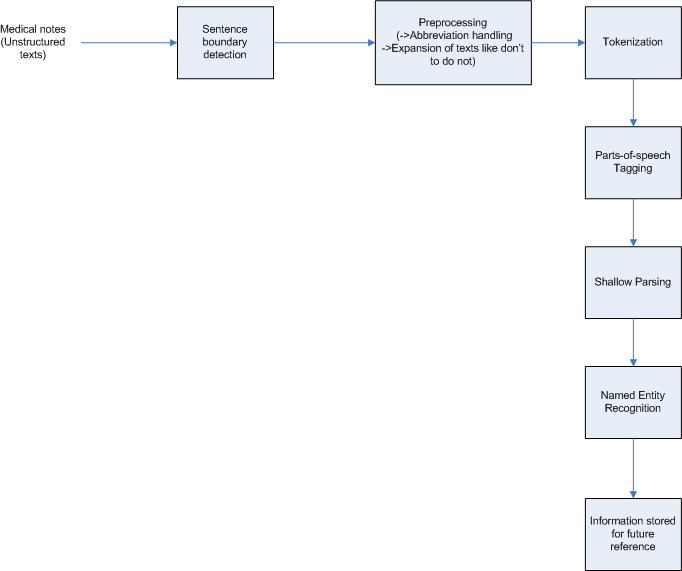 Medical notes
(Unstructured
texts)
Sentence
boundary
detection
Preprocessing
(->Abbreviation handling
->Expansion of texts like don't
to do not)
Tokenization
Parts-of-speech
Tagging
Shallow Parsing
Named Entity
Recognition
Information stored
for future
reference